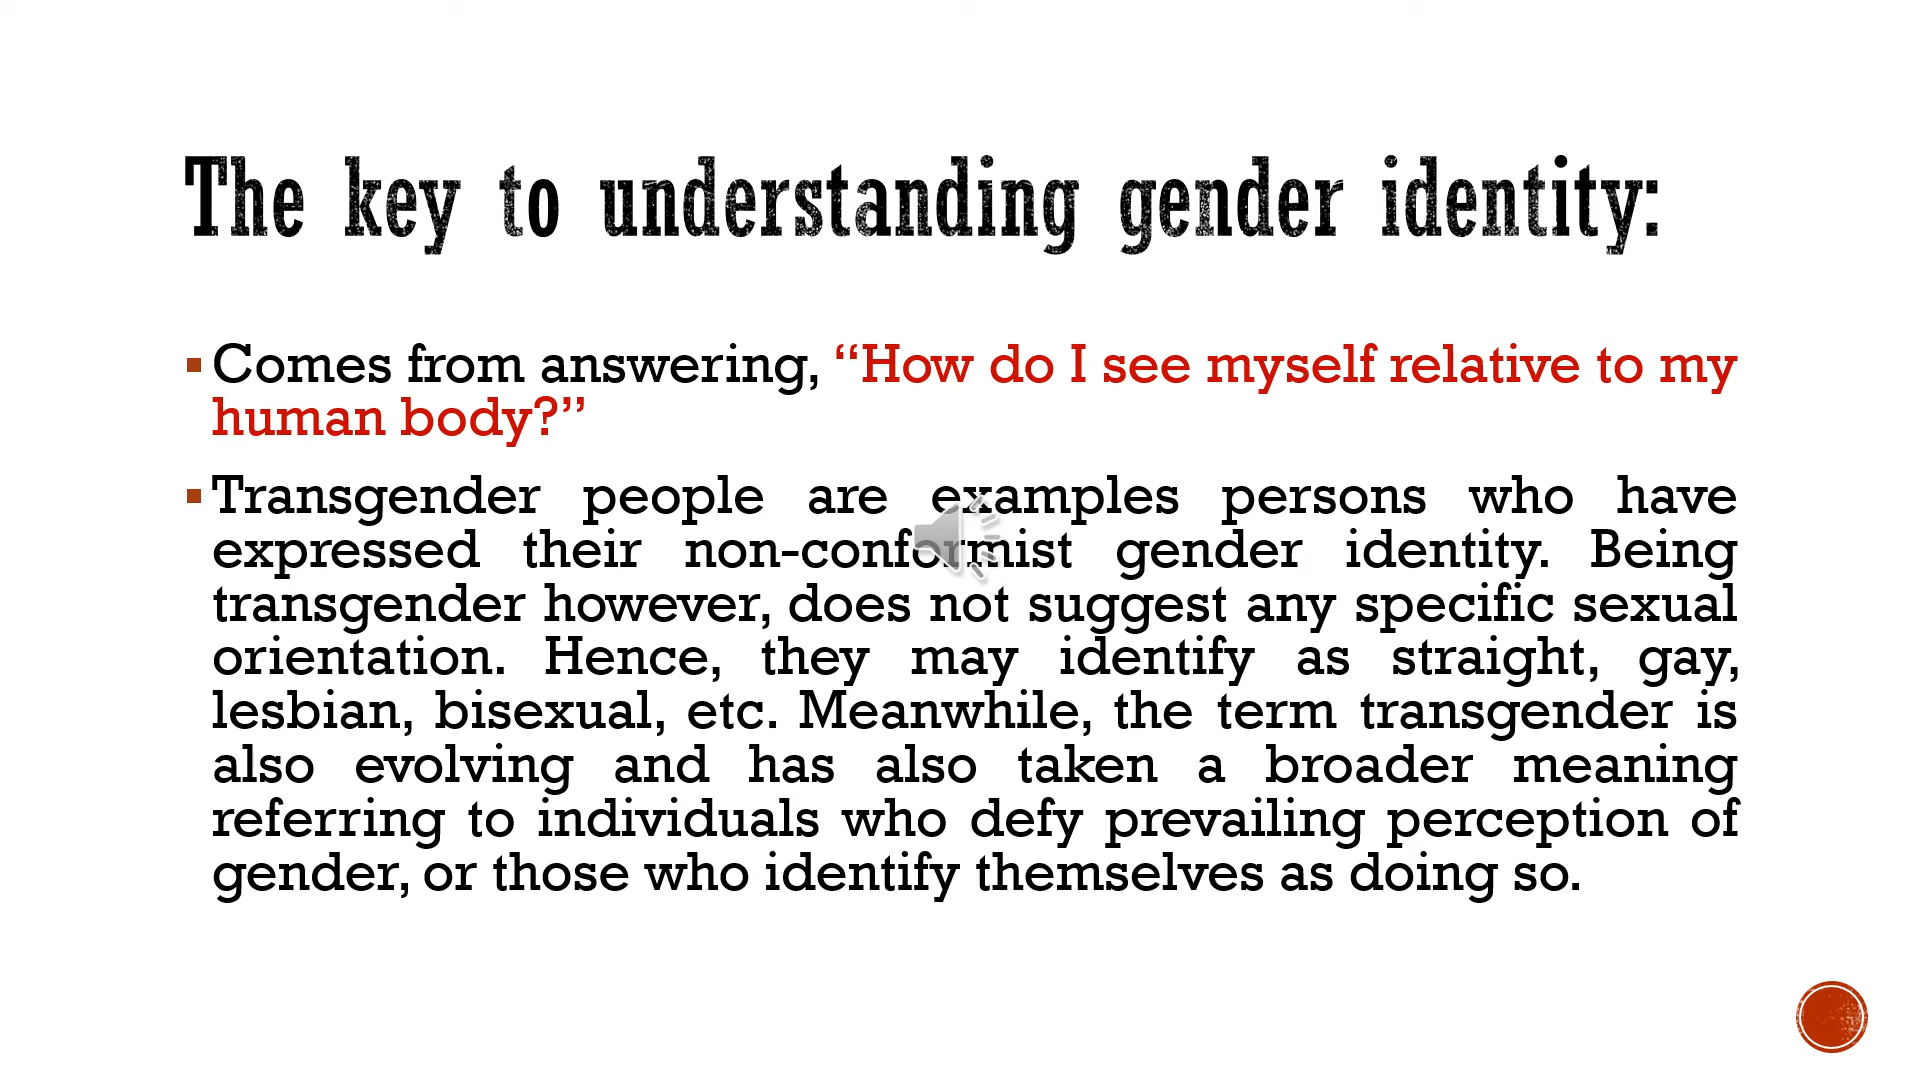 The key to understanding gender identity:
▪Comes from answering, “How do I see myself relative to my
human body?”
▪Transgender people are examples persons who have
expressed their non-conformist gender identity. Being
transgender however, does not suggest any specific sexual
orientation. Hence, they may identify as straight, gay,
lesbian, bisexual, etc. Meanwhile, the term transgender is
also evolving and has also taken a broader meaning
referring to individuals who defy prevailing perception of
gender, or those who identify themselves as doing so.